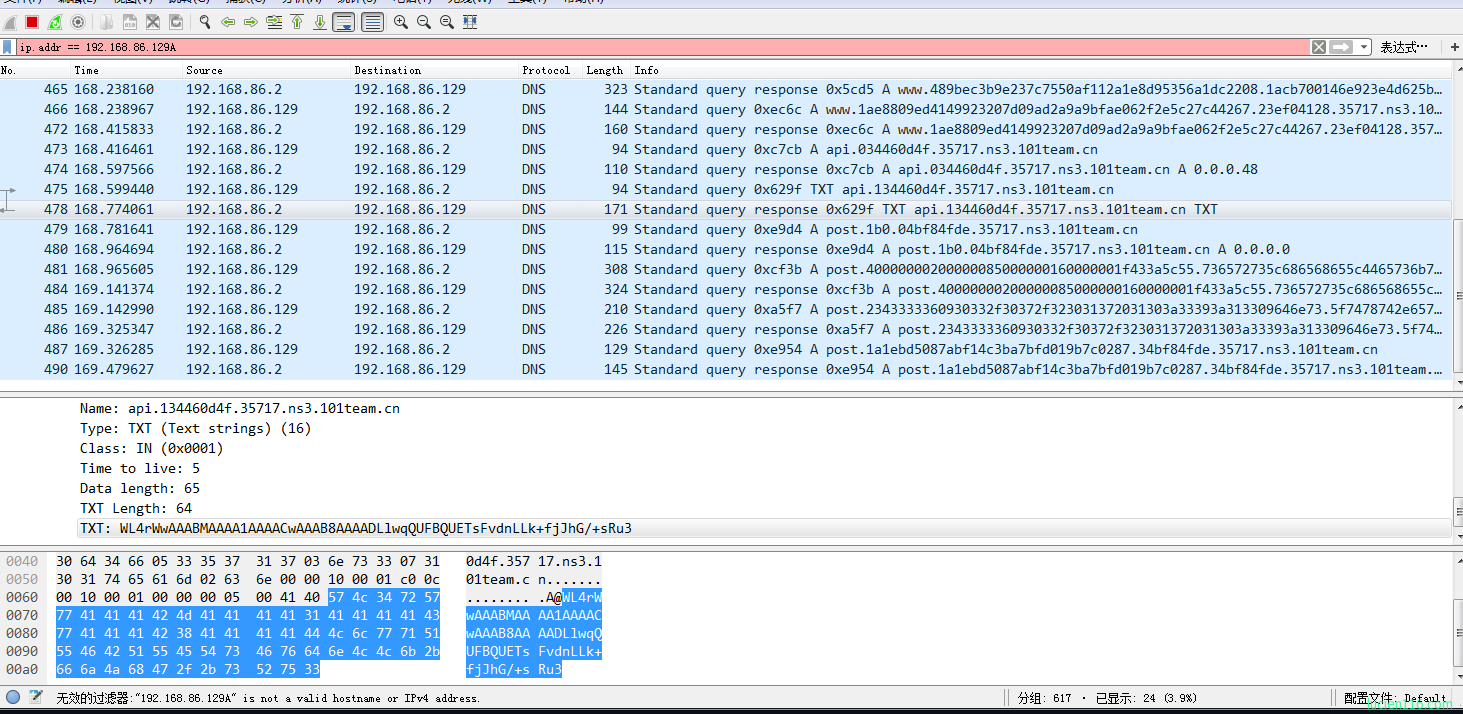 ip.addr == 192.168.86.129A
表达式…
+
No. Time Source Destination Protocol Length Info
465 168.238160 192.168.86.2 192.168.86.129 DNS 323 Standard query response 0x5cd5 A www.489bec3b9e237c7550af112a1e8d95356a1dc2208.1acb700146e923e4d625b…
466 168.238967 192.168.86.129 192.168.86.2 DNS 144 Standard query 0xec6c A www.1ae8809ed4149923207d09ad2a9a9bfae062f2e5c27c44267.23ef04128.35717.ns3.10…
472 168.415833 192.168.86.2 192.168.86.129 DNS 160 Standard query response 0xec6c A www.1ae8809ed4149923207d09ad2a9a9bfae062f2e5c27c44267.23ef04128.357…
473 168.416461 192.168.86.129 192.168.86.2 DNS 94 Standard query 0xc7cb A api.034460d4f.35717.ns3.101team.cn
474 168.597566 192.168.86.2 192.168.86.129 DNS 110 Standard query response 0xc7cb A api.034460d4f.35717.ns3.101team.cn A 0.0.0.48
475 168.599440 192.168.86.129 192.168.86.2 DNS 94 Standard query 0x629f TXT api.134460d4f.35717.ns3.101team.cn
478 168.774061 192.168.86.2 192.168.86.129 DNS 171 Standard query response 0x629f TXT api.134460d4f.35717.ns3.101team.cn TXT
479 168.781641 192.168.86.129 192.168.86.2 DNS 99 Standard query 0xe9d4 A post.1b0.04bf84fde.35717.ns3.101team.cn
480 168.964694 192.168.86.2 192.168.86.129 DNS 115 Standard query response 0xe9d4 A post.1b0.04bf84fde.35717.ns3.101team.cn A 0.0.0.0
481 168.965605 192.168.86.129 192.168.86.2 DNS 308 Standard query 0xcf3b A post.40000000200000085000000160000001f433a5c55.736572735c686568655c4465736b7…
484 169.141374 192.168.86.2 192.168.86.129 DNS 324 Standard query response 0xcf3b A post.40000000200000085000000160000001f433a5c55.736572735c686568655c…
485 169.142990 192.168.86.129 192.168.86.2 DNS 210 Standard query 0xa5f7 A post.2343333360930332f30372f323031372031303a33393a313309646e73.5f7478742e657…
486 169.325347 192.168.86.2 192.168.86.129 DNS 226 Standard query response 0xa5f7 A post.2343333360930332f30372f323031372031303a33393a313309646e73.5f74…
487 169.326285 192.168.86.129 192.168.86.2 DNS 129 Standard query 0xe954 A post.1a1ebd5087abf14c3ba7bfd019b7c0287.34bf84fde.35717.ns3.101team.cn
490 169.479627 192.168.86.2 192.168.86.129 DNS 145 Standard query response 0xe954 A post.1a1ebd5087abf14c3ba7bfd019b7c0287.34bf84fde.35717.ns3.101team.…
Name: api.134460d4f.35717.ns3.101team.cn
Type: TXT (Text strings) (16)
Class: IN (0x0001)
Time to live: 5
Data length: 65
TXT Length: 64
TXT: WL4rWwAAABMAAAA1AAAACwAAAB8AAAADLlwqQUFBQUETsFvdnLLk+fjJhG/+sRu3
0040 30 64 34 66 05 33 35 37 31 37 03 6e 73 33 07 31 0d4f.357 17.ns3.1
0050 30 31 74 65 61 6d 02 63 6e 00 00 10 00 01 c0 0c 01team.c n.......
0060 00 10 00 01 00 00 00 05 00 41 40 57 4c 34 72 57 ........ .A@WL4rW
0070 77 41 41 41 42 4d 41 41 41 41 31 41 41 41 41 43 wAAABMAA AA1AAAAC
0080 77 41 41 41 42 38 41 41 41 41 44 4c 6c 77 71 51 wAAAB8AA AADLlwqQ
0090 55 46 42 51 55 45 54 73 46 76 64 6e 4c 4c 6b 2b UFBQUETs FvdnLLk+
00a0 66 6a 4a 68 47 2f 2b 73 52 75 33 fjJhG/+s Ru3
无效的过滤器:"192.168.86.129A" is not a valid hostname or IPv4 address.
分组: 617 · 已显示: 24 (3.9%)
配置文件: Default